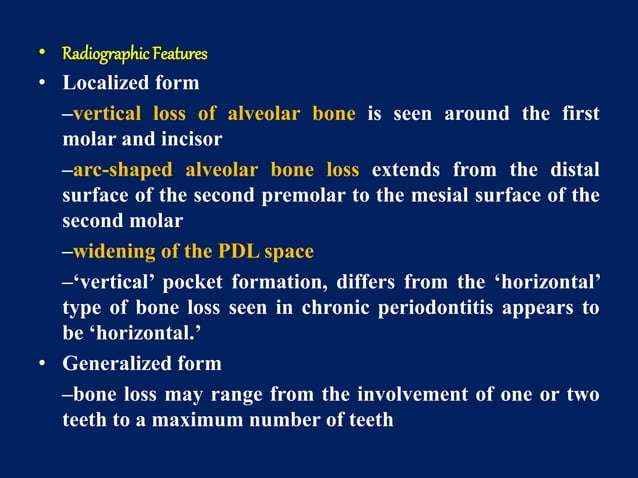 • Radiographic Features
• Localized form
–vertical loss of alveolar bone is seen around the first
molar and incisor
–arc-shaped alveolar bone loss extends from the distal
surface of the second premolar to the mesial surface of the
second molar
–widening of the PDL space
–‘vertical’ pocket formation, differs from the ‘horizontal’
type of bone loss seen in chronic periodontitis appears to
be ‘horizontal.’
• Generalized form
–bone loss may range from the involvement of one or two
teeth to a maximum number of teeth